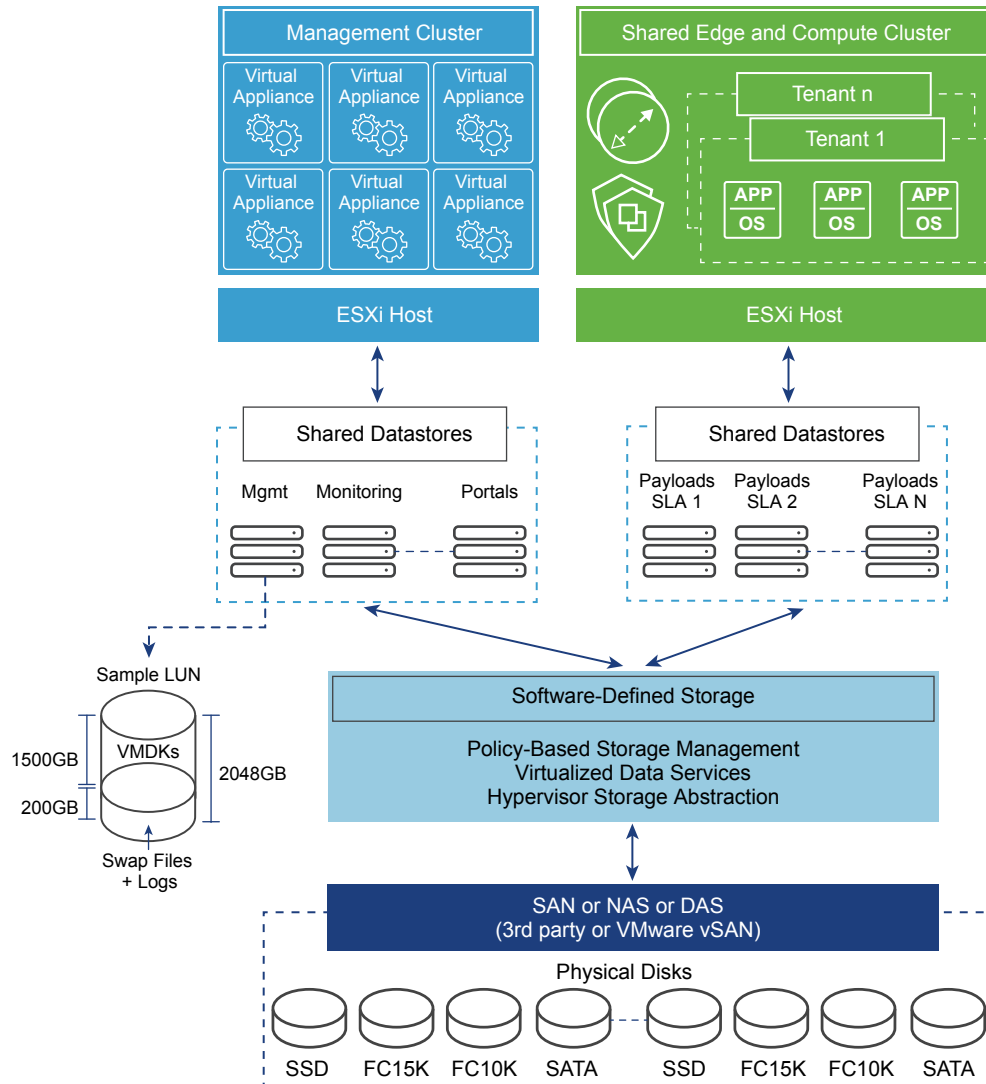 Management Cluster
Virtual
Appliance
Virtual
Appliance
Virtual
Appliance
Virtual
Appliance
Virtual
Appliance
Virtual
Appliance
ESXi Host
Shared Edge and Compute Cluster
Tenant n
Tenant 1
APP
OS
APP
OS
APP
OS
ESXi Host
Shared Datastores
Mgmt
Monitoring
Portals
Shared Datastores
Payloads
SLA 1
Payloads
SLA 2
Payloads
SLA N
Sample LUN
VMDKs
1500GB
200GB
2048GB
Swap Files
+ Logs
Software-Defined Storage
Policy-Based Storage Management
Virtualized Data Services
Hypervisor Storage Abstraction
SAN or NAS or DAS
(3rd party or VMware vSAN)
Physical Disks
SSD
FC15K
FC10K
SATA
SSD
FC15K
FC10K
SATA